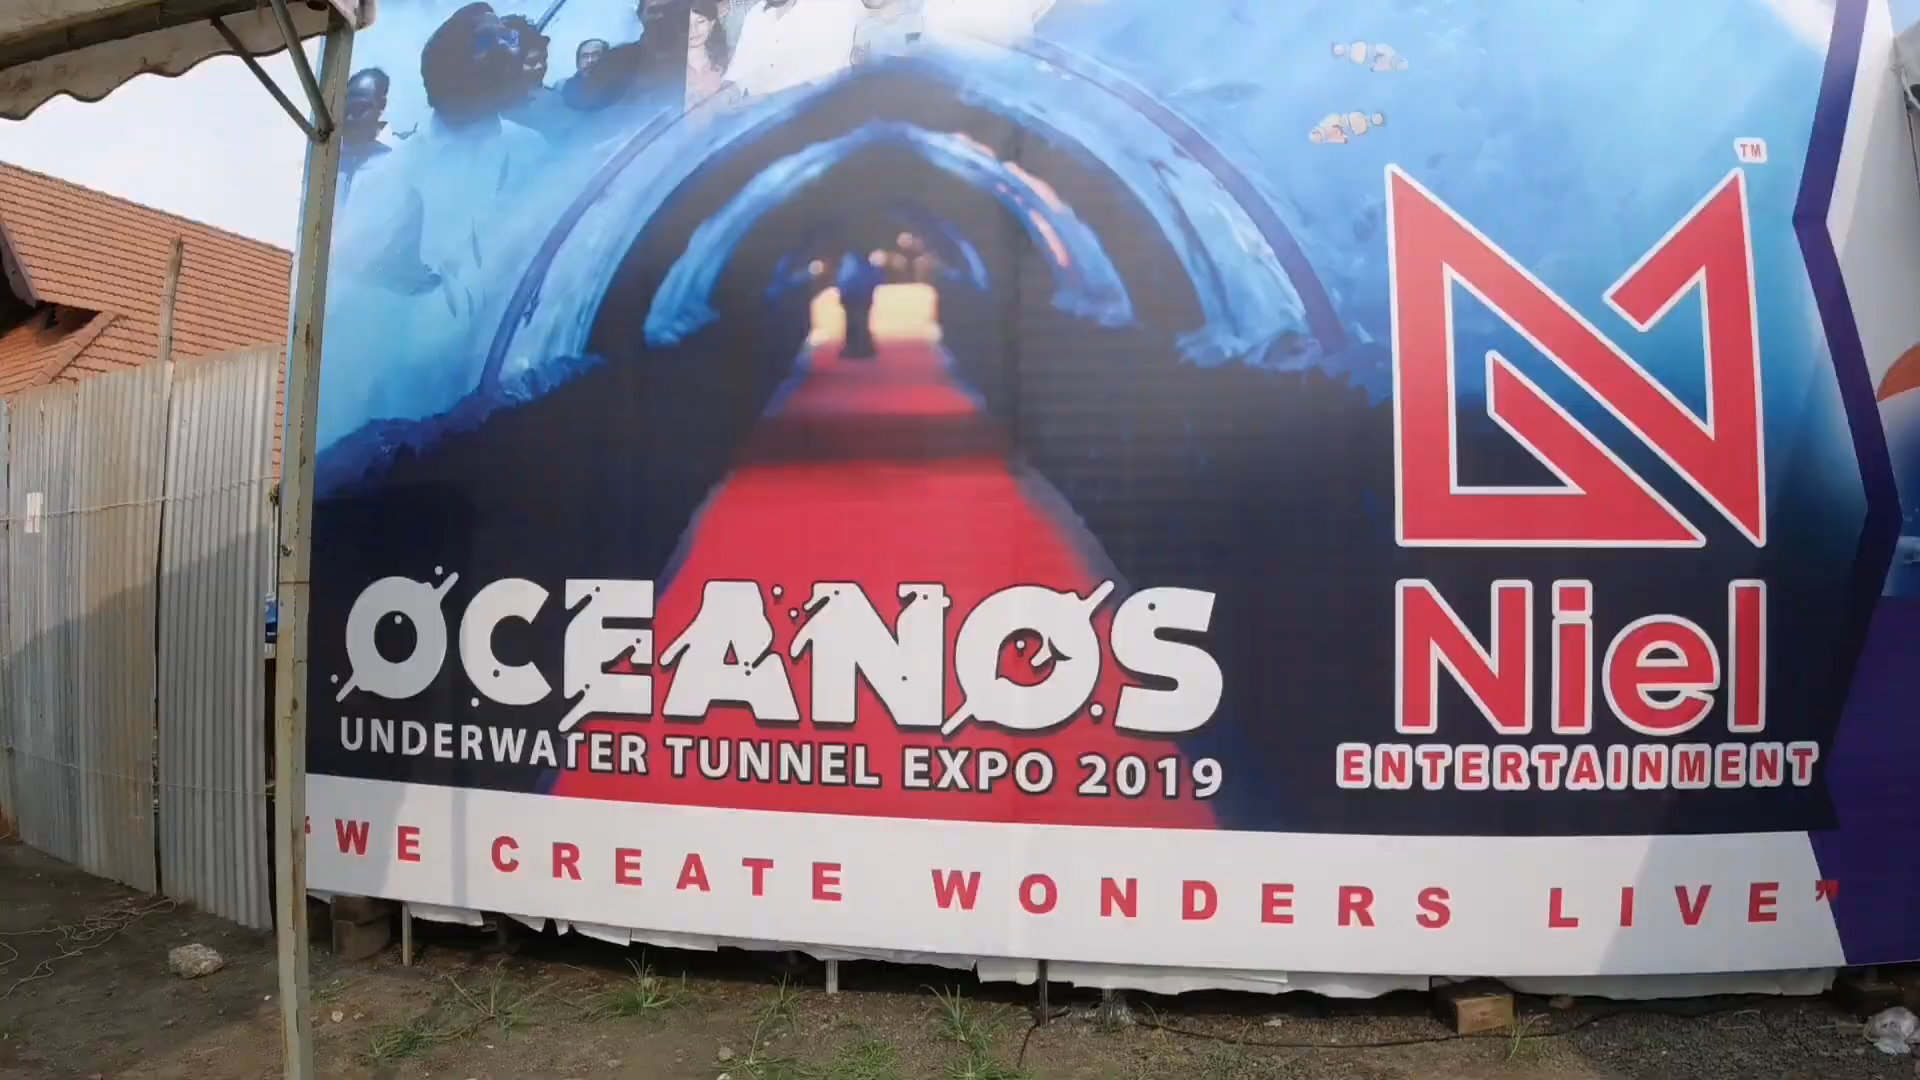 TM
OCEANOS
UNDERWATER TUNNEL EXPO 2019
Niel
ENTERTAINMENT
"WE CREATE WONDERS LIVE"